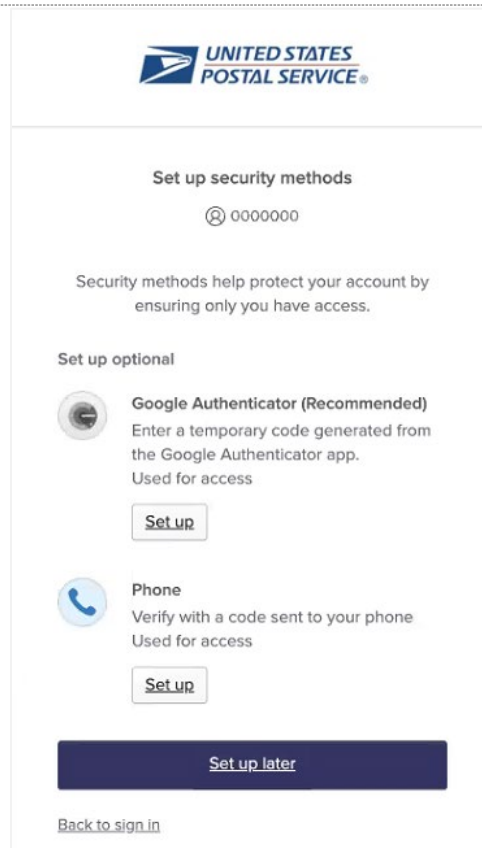 UNITED STATES
POSTAL SERVICE®
Set up security methods
0000000
Security methods help protect your account by
ensuring only you have access.
Set up optional
Google Authenticator (Recommended)
Enter a temporary code generated from
the Google Authenticator app.
Used for access
Set up
Phone
Verify with a code sent to your phone
Used for access
Set up
Set up later
Back to sign in